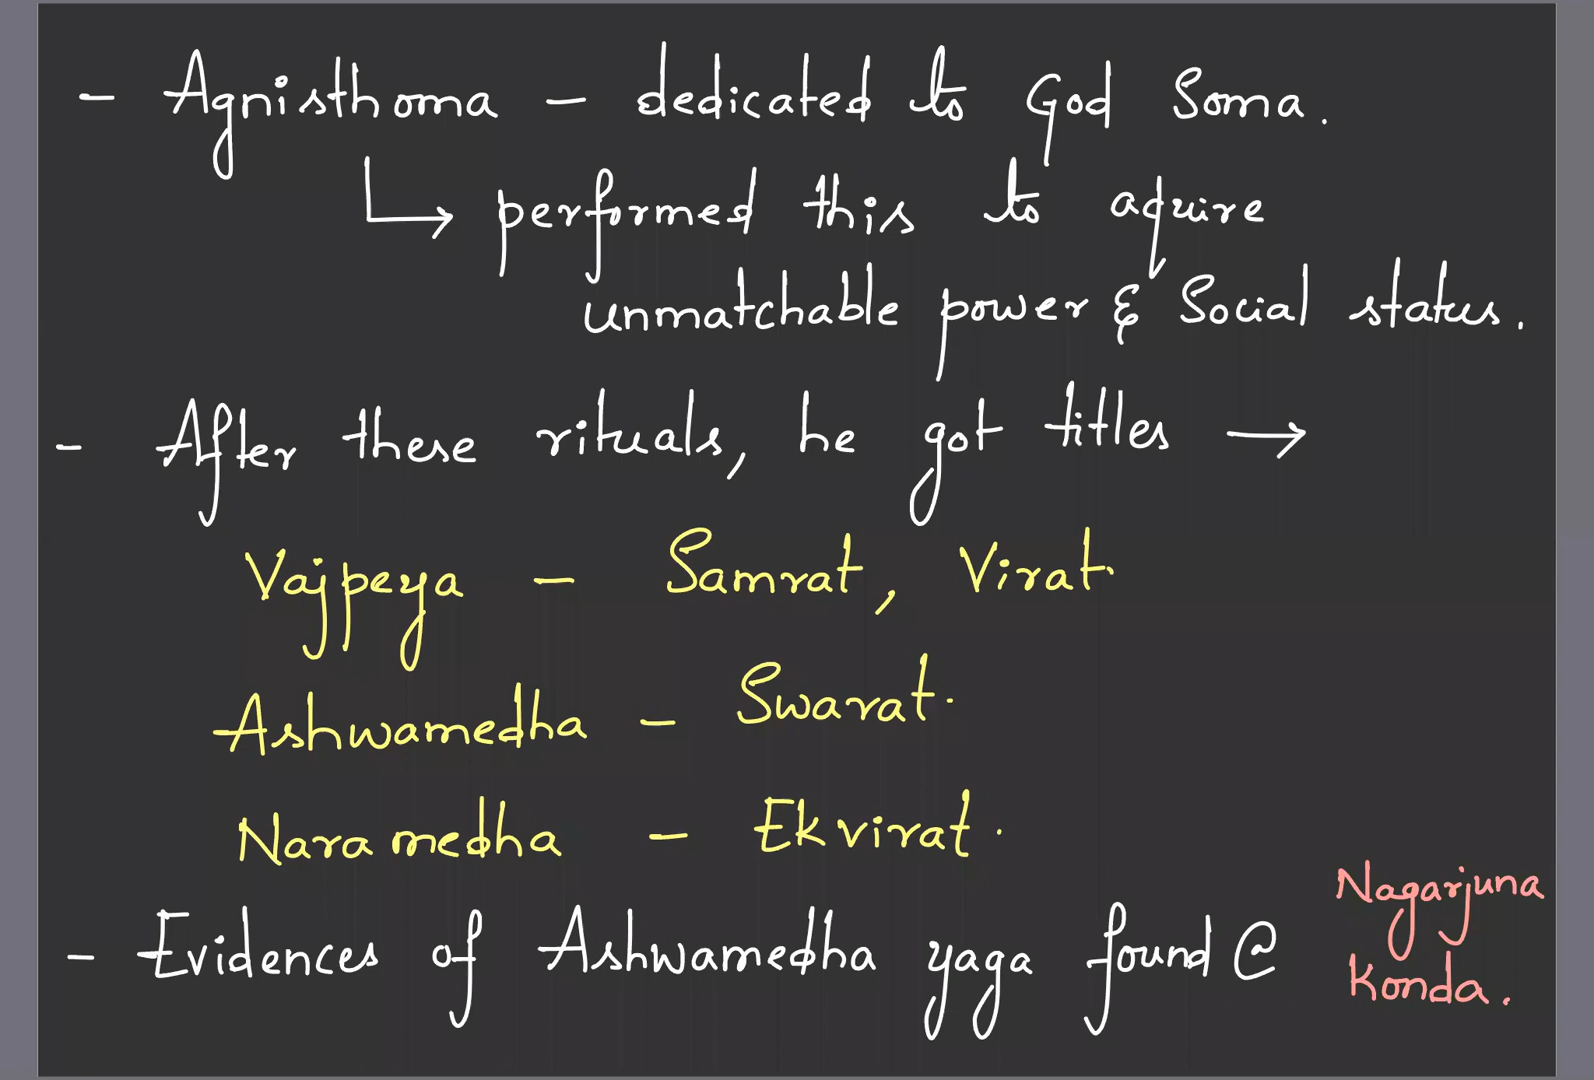 - Agnisthoma - dedicated to God Soma.
↳ performed this to aquire
unmatchable power & Social status.
- After these rituals, he got titles →
Vajpeya - Samrat, Virat.
Ashwamedha - Swarat.
Naramedha - Ekvirat.
- Evidences of Ashwamedha yaga found @ Nagarjuna
Konda.